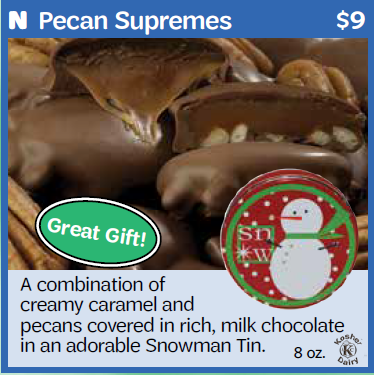 N Pecan Supremes $9
Great Gift!
sn
*w
A combination of
creamy caramel and
pecans covered in rich, milk chocolate
in an adorable Snowman Tin. 8 oz.
Kosher
K
Dairy